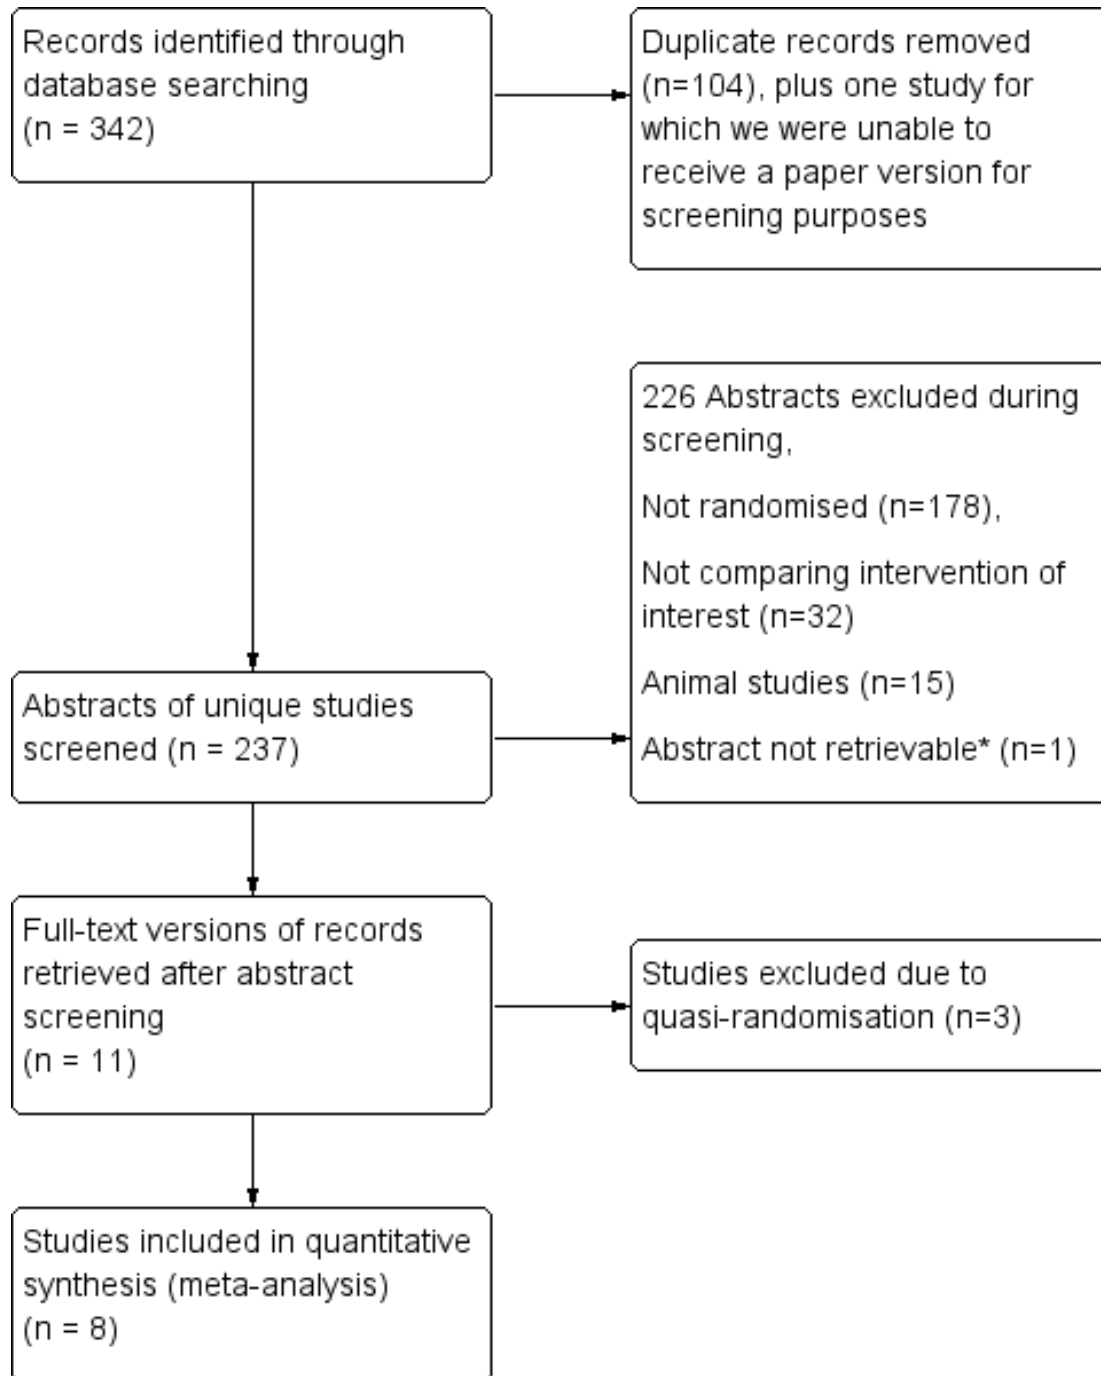 Records identified through
database searching
(n = 342)
Duplicate records removed
(n=104), plus one study for
which we were unable to
receive a paper version for
screening purposes
226 Abstracts excluded during
screening,
Not randomised (n=178),
Not comparing intervention of
interest (n=32)
Animal studies (n=15)
Abstract not retrievable* (n=1)
Abstracts of unique studies
screened (n = 237)
Full-text versions of records
retrieved after abstract
screening
(n = 11)
Studies excluded due to
quasi-randomisation (n=3)
Studies included in quantitative
synthesis (meta-analysis)
(n = 8)